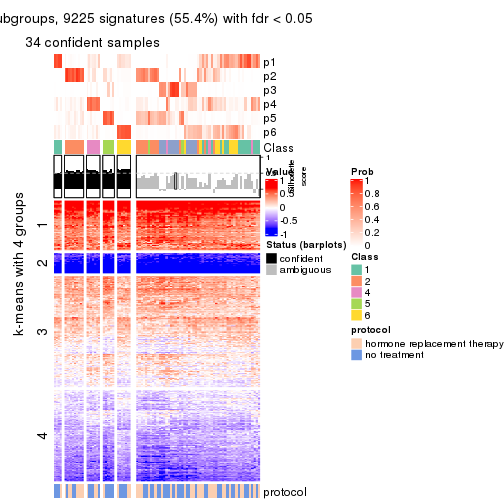 ubgroups, 9225 signatures (55.4%) with fdr < 0.05
34 confident samples
p1
p2
p3
p4
p5
p6
Class
1
Silhouette
score
Value
1
0.5
0
-0.5
-1
Status (barplots)
confident
ambiguous
Prob
1
0.8
0.6
0.4
0.2
0
Class
1
2
4
5
6
protocol
hormone replacement therapy
no treatment
k-means with 4 groups
1
2
3
4
protocol